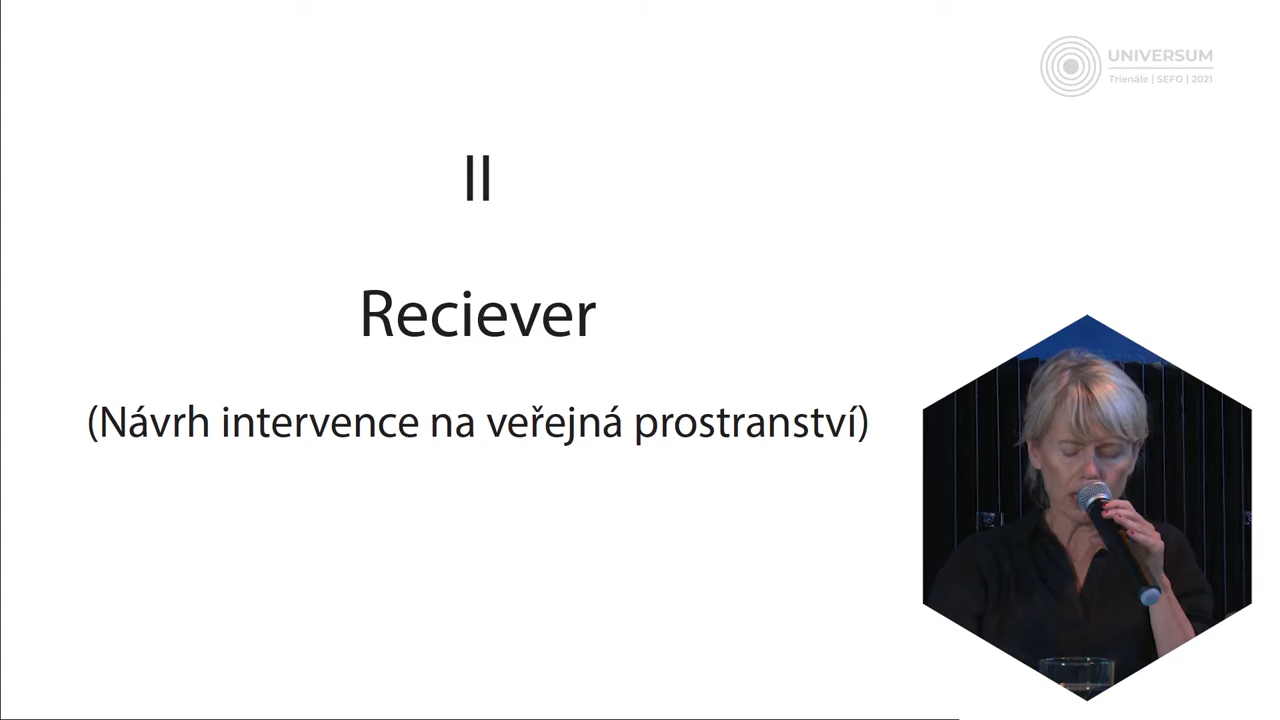 UNIVERSUM
Trienále | SEFO | 2021
II
Reciever
(Návrh intervence na veřejná prostranství)